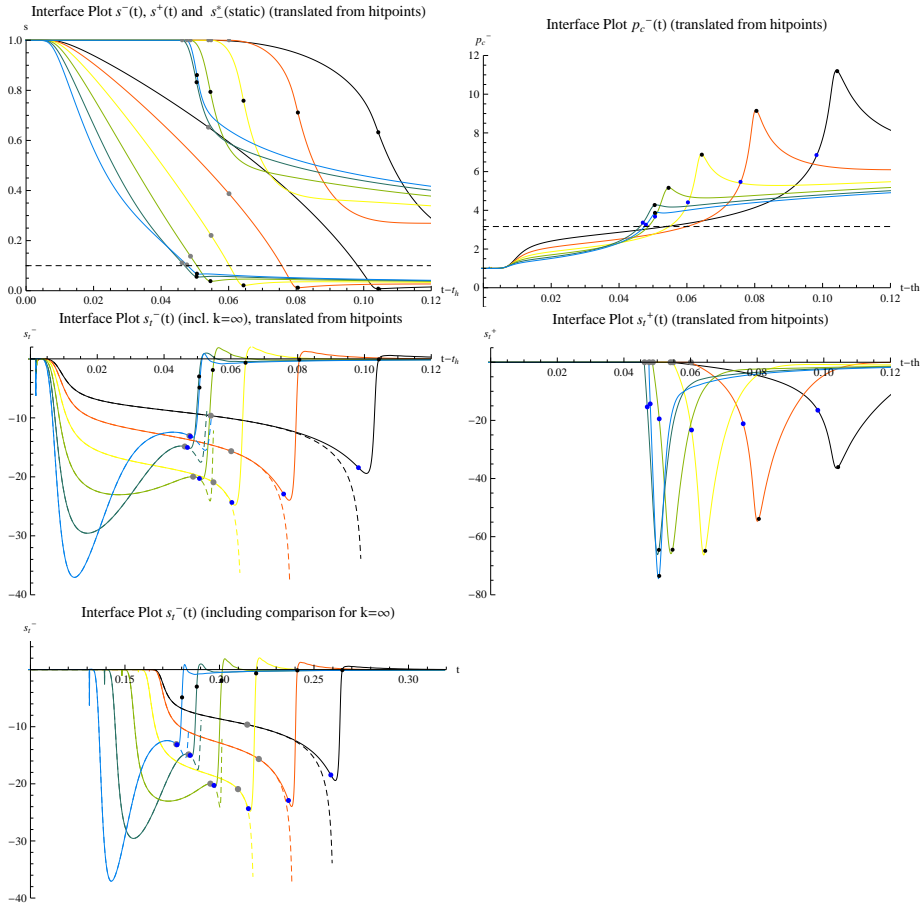 Interface Plot s⁻(t), s⁺(t) and s₋*(static) (translated from hitpoints)
s
1.0
0.8
0.6
0.4
0.2
0.0
0.00 0.02 0.04 0.06 0.08 0.10 0.12
t−t_h
Interface Plot p_c⁻(t) (translated from hitpoints)
p_c⁻
12
10
8
6
4
2
0
0.00 0.02 0.04 0.06 0.08 0.10 0.12
t−th
Interface Plot s_t⁻(t) (incl. k=∞), translated from hitpoints
s_t⁻
0.02 0.04 0.06 0.08 0.10 0.12
t−t_h
−10
−20
−30
−40
Interface Plot s_t⁺(t) (translated from hitpoints)
s_t⁺
0.02 0.04 0.06 0.08 0.10 0.12
t−th
−20
−40
−60
−80
Interface Plot s_t⁻(t) (including comparison for k=∞)
s_t⁻
0.15 0.20 0.25 0.30
t
−10
−20
−30
−40